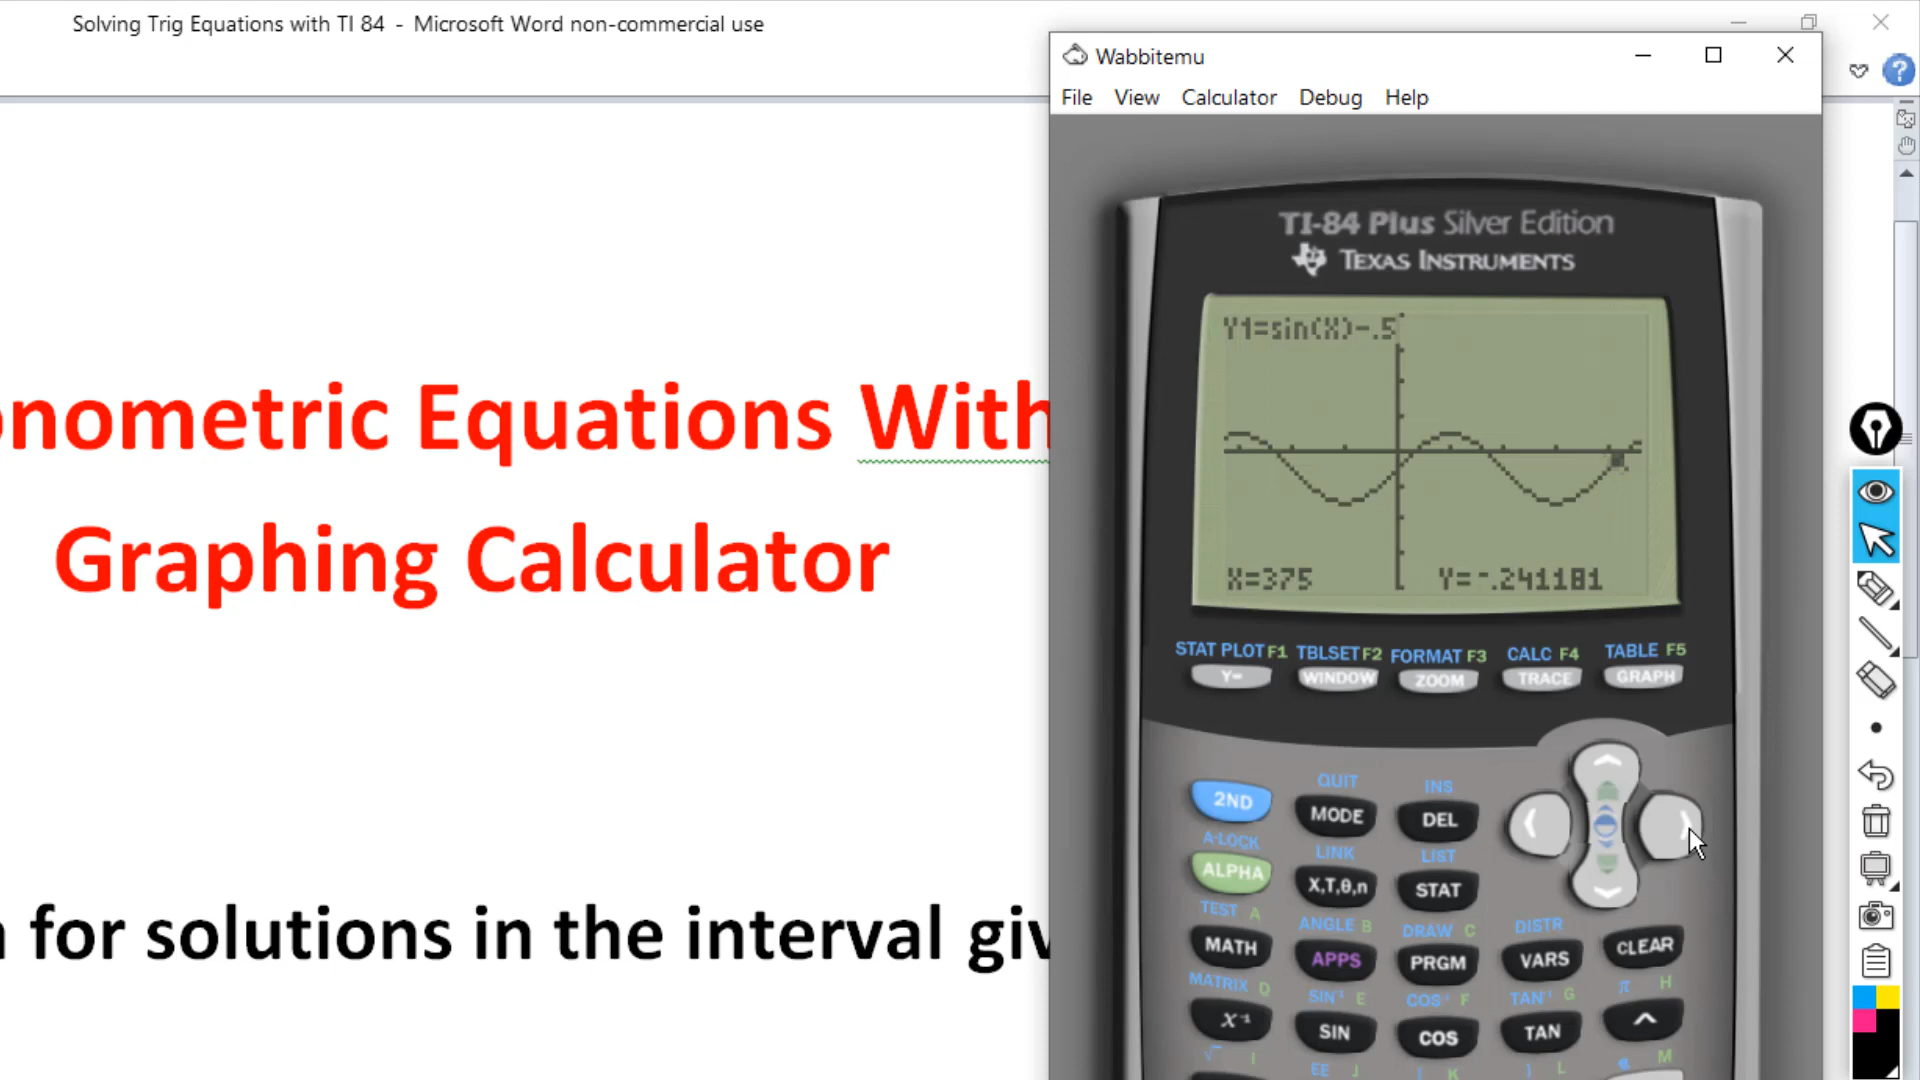 Solving Trig Equations with TI 84 - Microsoft Word non-commercial use
Wabbitemu
File View Calculator Debug Help
TI-84 Plus Silver Edition
TEXAS INSTRUMENTS
Y1=sin(X)-.5
X=375 Y=-.241181
Equations With
Graphing Calculator
for solutions in the interval
STAT PLOT F1 TBLSET F2 FORMAT F3 CALC F4 TABLE F5
Y= WINDOW ZOOM TRACE GRAPH
QUIT INS
2ND MODE DEL
A-LOCK LINK LIST
ALPHA X,T,θ,n STAT
TEST A ANGLE B DRAW C DISTR
MATH APPS PRGM VARS CLEAR
MATRIX D SIN⁻¹ E COS⁻¹ F TAN⁻¹ G π H
x⁻¹ SIN COS TAN ^
√ I EE J K L M